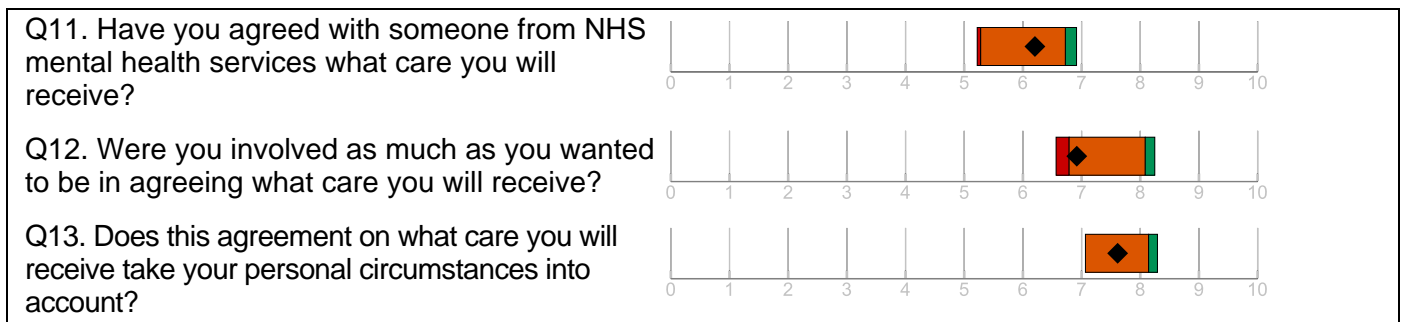 Q11. Have you agreed with someone from NHS
mental health services what care you will
receive?
0 1 2 3 4 5 6 7 8 9 10
Q12. Were you involved as much as you wanted
to be in agreeing what care you will receive?
0 1 2 3 4 5 6 7 8 9 10
Q13. Does this agreement on what care you will
receive take your personal circumstances into
account?
0 1 2 3 4 5 6 7 8 9 10